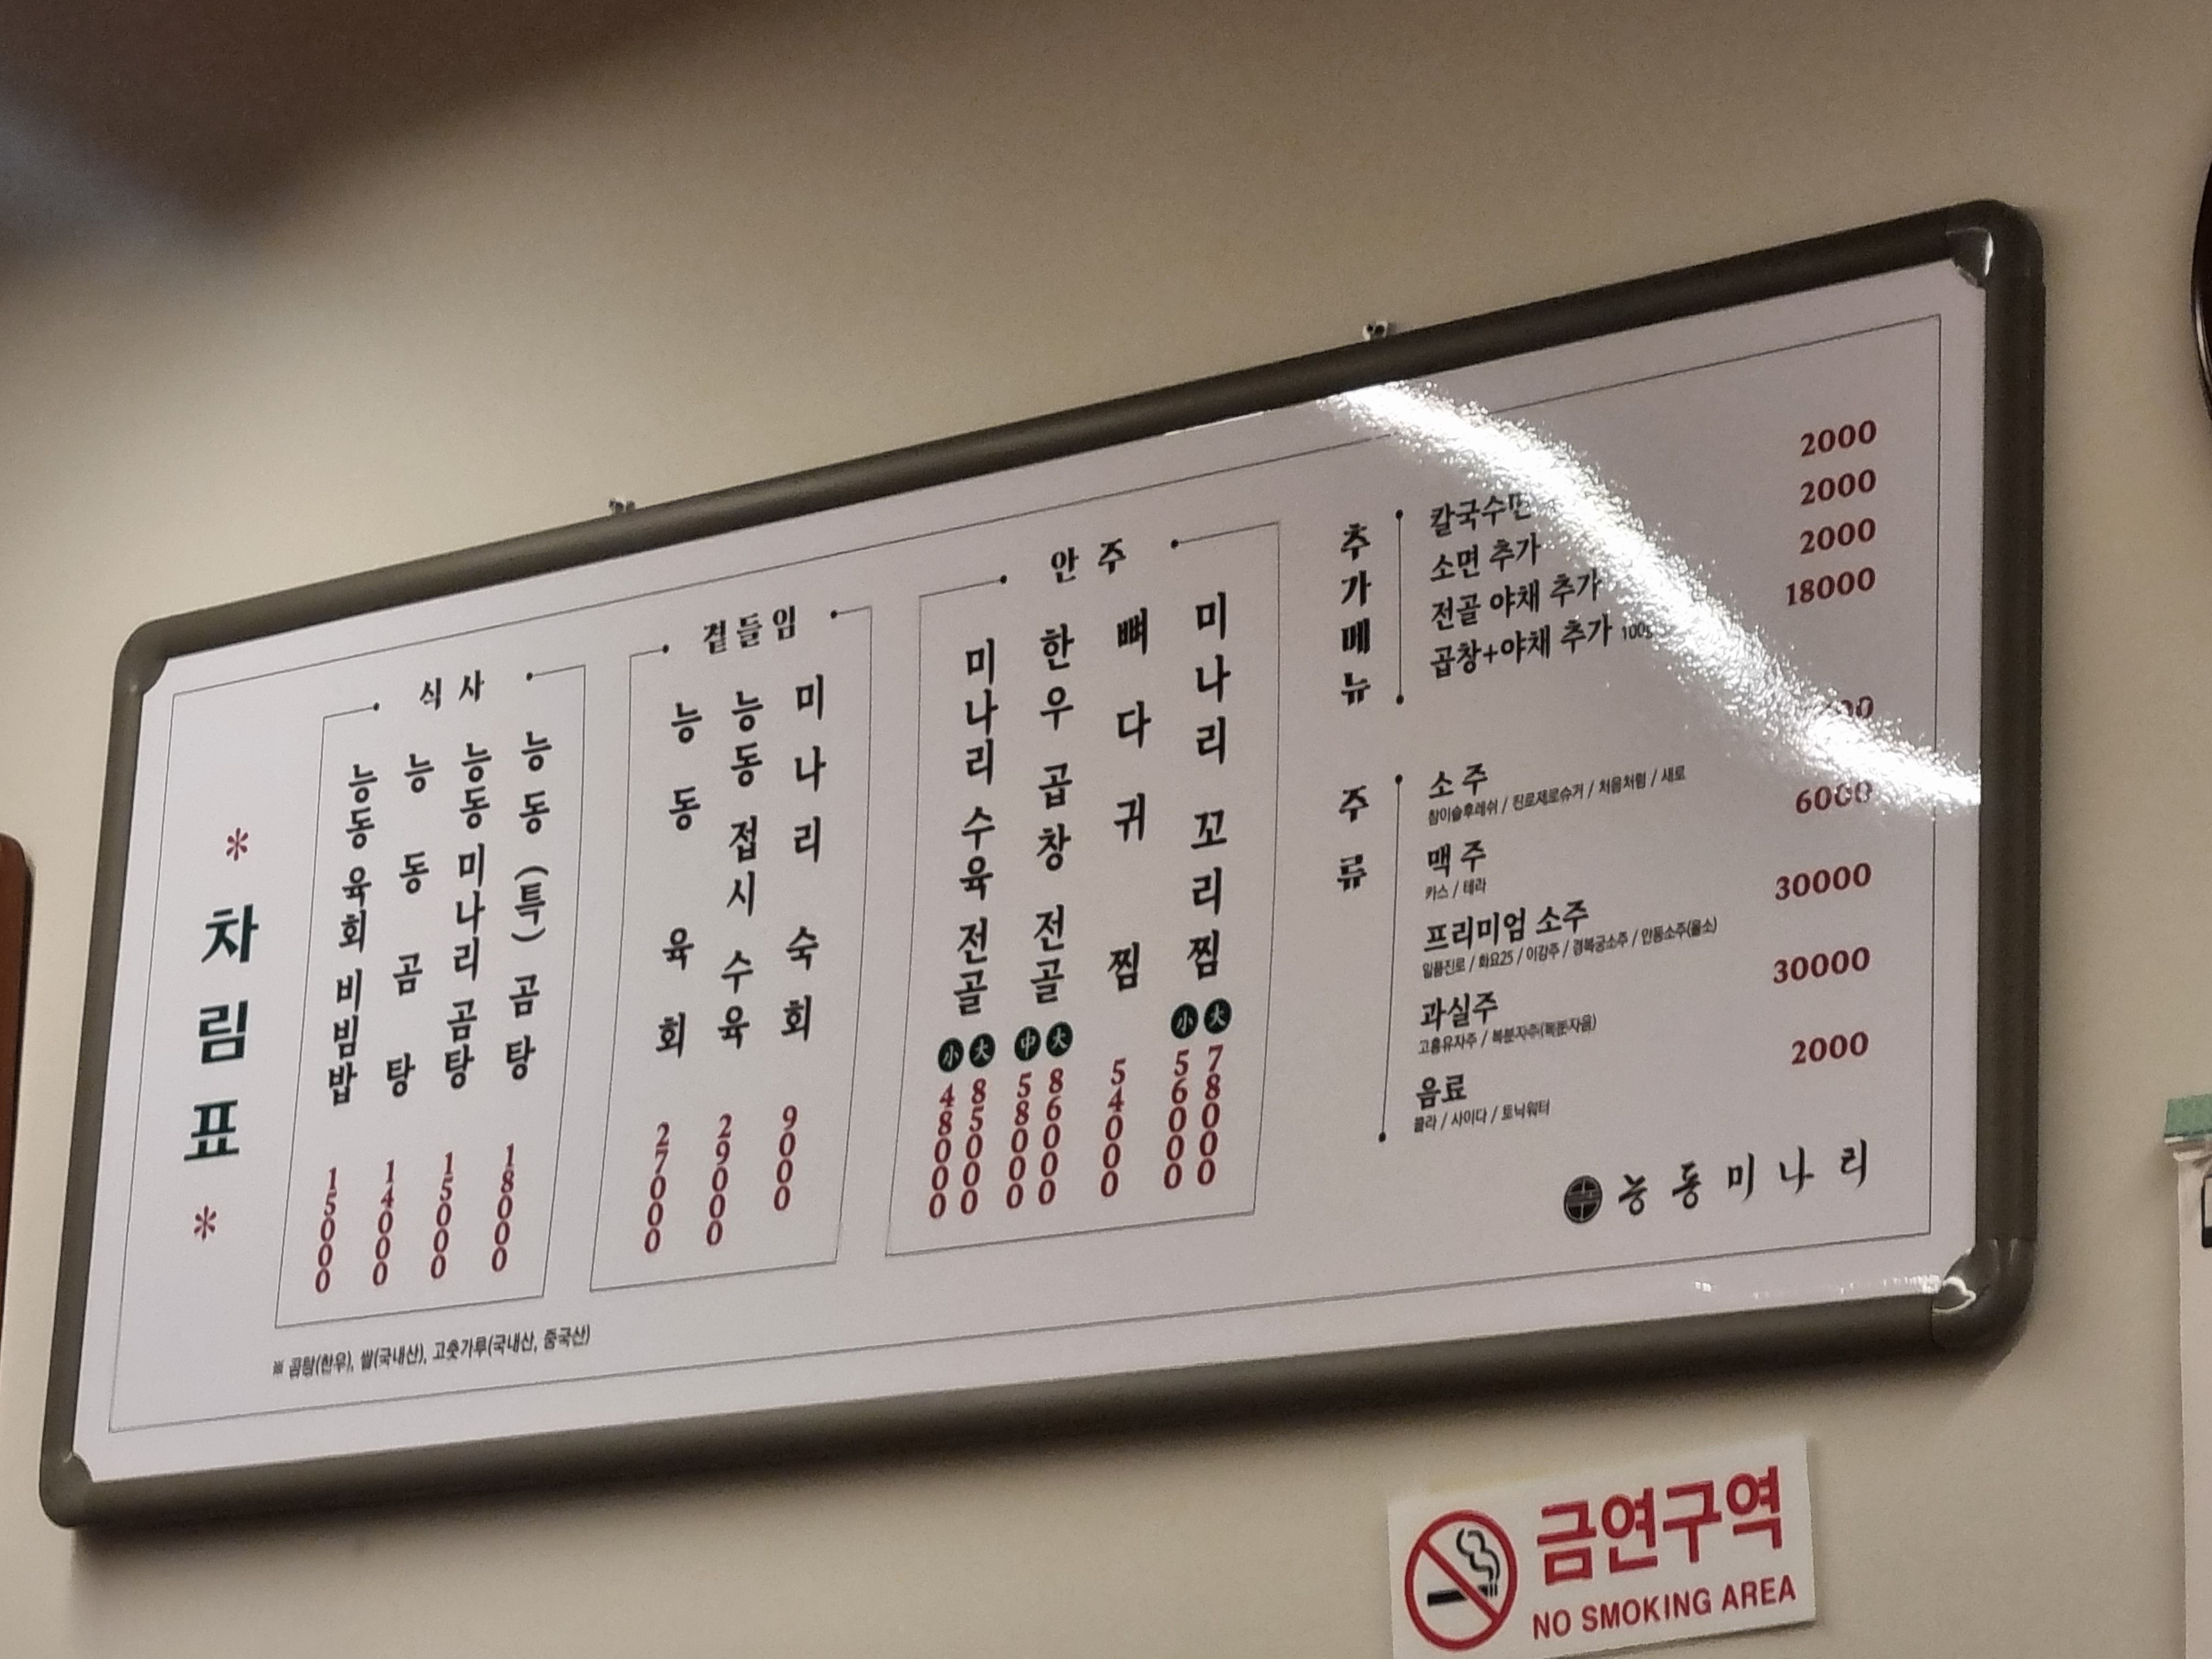 * 차림표 *
식사
능동 육회 비빔밥 15000
능동 곰탕 14000
능동 미나리 곰탕 15000
능동 (특) 곰탕 18000
곁들임
능동 육회 27000
능동 접시 수육 29000
미나리 숙회 9000
안주
미나리 수육 전골 小 48000 大 85000
한우 곱창 전골 中 58000 大 86000
뼈다귀찜 54000
미나리 꼬리찜 小 56000 大 78000
추가메뉴
칼국수면 2000
소면 추가 2000
전골 야채 추가 2000
곱창+야채 추가 100g 18000
주류
소주
참이슬후레쉬 / 진로제로슈거 / 처음처럼 / 새로
맥주 6000
카스 / 테라
프리미엄 소주 30000
일품진로 / 화요25 / 이강주 / 경복궁소주 / 안동소주(올소)
과실주 30000
고흥유자주 / 복분자주(복분자음)
음료 2000
콜라 / 사이다 / 토닉워터
능동미나리
※ 곰탕(한우), 쌀(국내산), 고춧가루(국내산, 중국산)
금연구역
NO SMOKING AREA